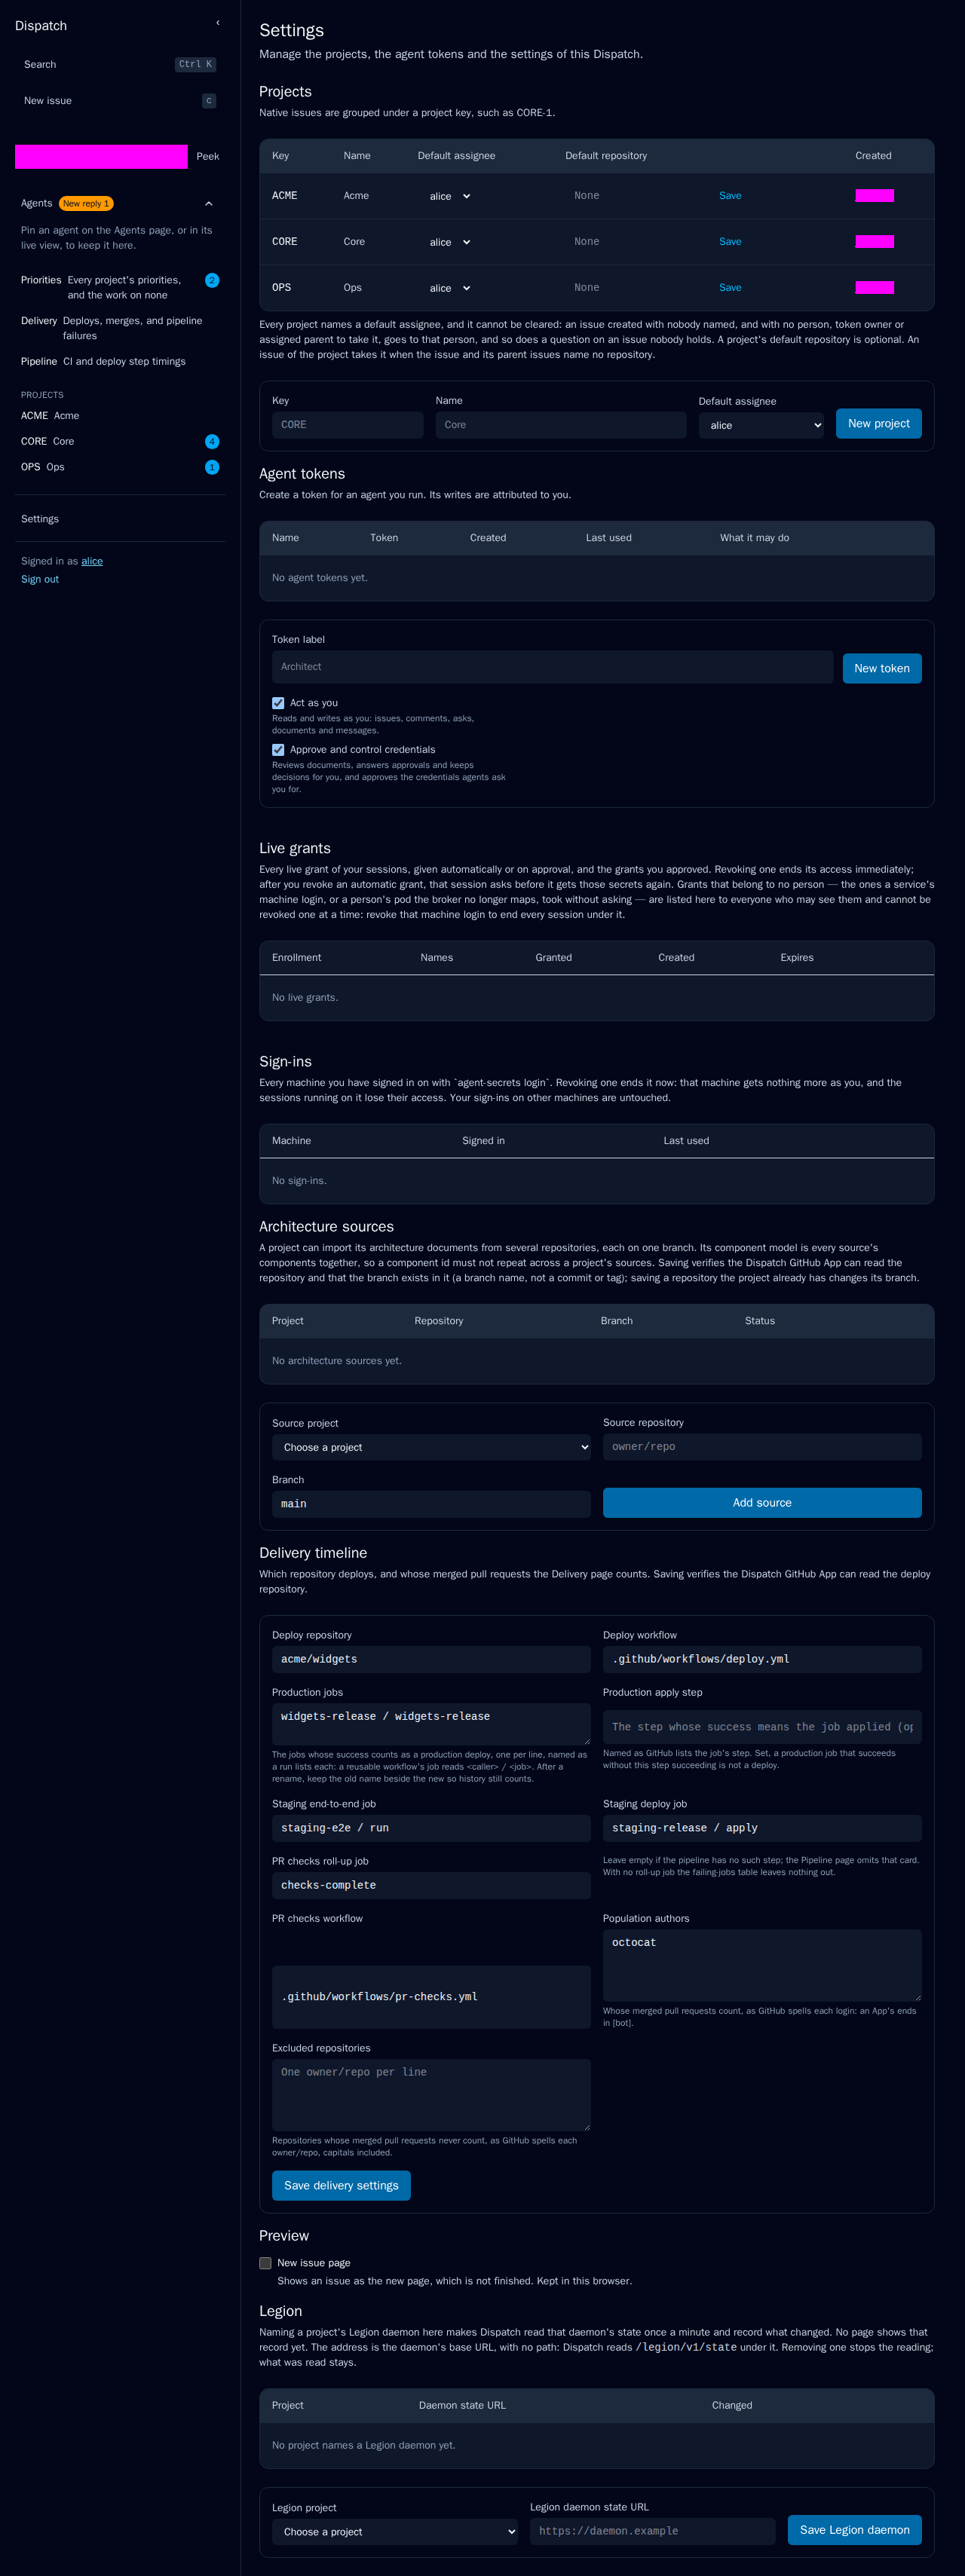 Dispatch
‹
Search
Ctrl K
New issue
c
Peek
Agents
New reply 1
Pin an agent on the Agents page, or in its
live view, to keep it here.
Priorities
Every project's priorities,
and the work on none
2
Delivery
Deploys, merges, and pipeline
failures
Pipeline
CI and deploy step timings
PROJECTS
ACME Acme
CORE Core
4
OPS Ops
1
Settings
Signed in as alice
Sign out
Settings
Manage the projects, the agent tokens and the settings of this Dispatch.
Projects
Native issues are grouped under a project key, such as CORE-1.
Key Name Default assignee Default repository Created
ACME Acme alice None Save
CORE Core alice None Save
OPS Ops alice None Save
Every project names a default assignee, and it cannot be cleared: an issue created with nobody named, and with no person, token owner or
assigned parent to take it, goes to that person, and so does a question on an issue nobody holds. A project's default repository is optional. An
issue of the project takes it when the issue and its parent issues name no repository.
Key Name Default assignee
CORE Core alice New project
Agent tokens
Create a token for an agent you run. Its writes are attributed to you.
Name Token Created Last used What it may do
No agent tokens yet.
Token label
Architect New token
Act as you
Reads and writes as you: issues, comments, asks,
documents and messages.
Approve and control credentials
Reviews documents, answers approvals and keeps
decisions for you, and approves the credentials agents ask
you for.
Live grants
Every live grant of your sessions, given automatically or on approval, and the grants you approved. Revoking one ends its access immediately;
after you revoke an automatic grant, that session asks before it gets those secrets again. Grants that belong to no person — the ones a service's
machine login, or a person's pod the broker no longer maps, took without asking — are listed here to everyone who may see them and cannot be
revoked one at a time: revoke that machine login to end every session under it.
Enrollment Names Granted Created Expires
No live grants.
Sign-ins
Every machine you have signed in on with `agent-secrets login`. Revoking one ends it now: that machine gets nothing more as you, and the
sessions running on it lose their access. Your sign-ins on other machines are untouched.
Machine Signed in Last used
No sign-ins.
Architecture sources
A project can import its architecture documents from several repositories, each on one branch. Its component model is every source's
components together, so a component id must not repeat across a project's sources. Saving verifies the Dispatch GitHub App can read the
repository and that the branch exists in it (a branch name, not a commit or tag); saving a repository the project already has changes its branch.
Project Repository Branch Status
No architecture sources yet.
Source project Source repository
Choose a project owner/repo
Branch
main Add source
Delivery timeline
Which repository deploys, and whose merged pull requests the Delivery page counts. Saving verifies the Dispatch GitHub App can read the deploy
repository.
Deploy repository Deploy workflow
acme/widgets .github/workflows/deploy.yml
Production jobs Production apply step
widgets-release / widgets-release
The step whose success means the job applied (op
The jobs whose success counts as a production deploy, one per line, named as
a run lists each: a reusable workflow's job reads <caller> / <job>. After a
rename, keep the old name beside the new so history still counts.
Named as GitHub lists the job's step. Set, a production job that succeeds
without this step succeeding is not a deploy.
Staging end-to-end job Staging deploy job
staging-e2e / run staging-release / apply
PR checks roll-up job
checks-complete
Leave empty if the pipeline has no such step; the Pipeline page omits that card.
With no roll-up job the failing-jobs table leaves nothing out.
PR checks workflow
.github/workflows/pr-checks.yml
Population authors
octocat
Whose merged pull requests count, as GitHub spells each login: an App's ends
in [bot].
Excluded repositories
One owner/repo per line
Repositories whose merged pull requests never count, as GitHub spells each
owner/repo, capitals included.
Save delivery settings
Preview
New issue page
Shows an issue as the new page, which is not finished. Kept in this browser.
Legion
Naming a project's Legion daemon here makes Dispatch read that daemon's state once a minute and record what changed. No page shows that
record yet. The address is the daemon's base URL, with no path: Dispatch reads /legion/v1/state under it. Removing one stops the reading;
what was read stays.
Project Daemon state URL Changed
No project names a Legion daemon yet.
Legion project Legion daemon state URL
Choose a project https://daemon.example Save Legion daemon